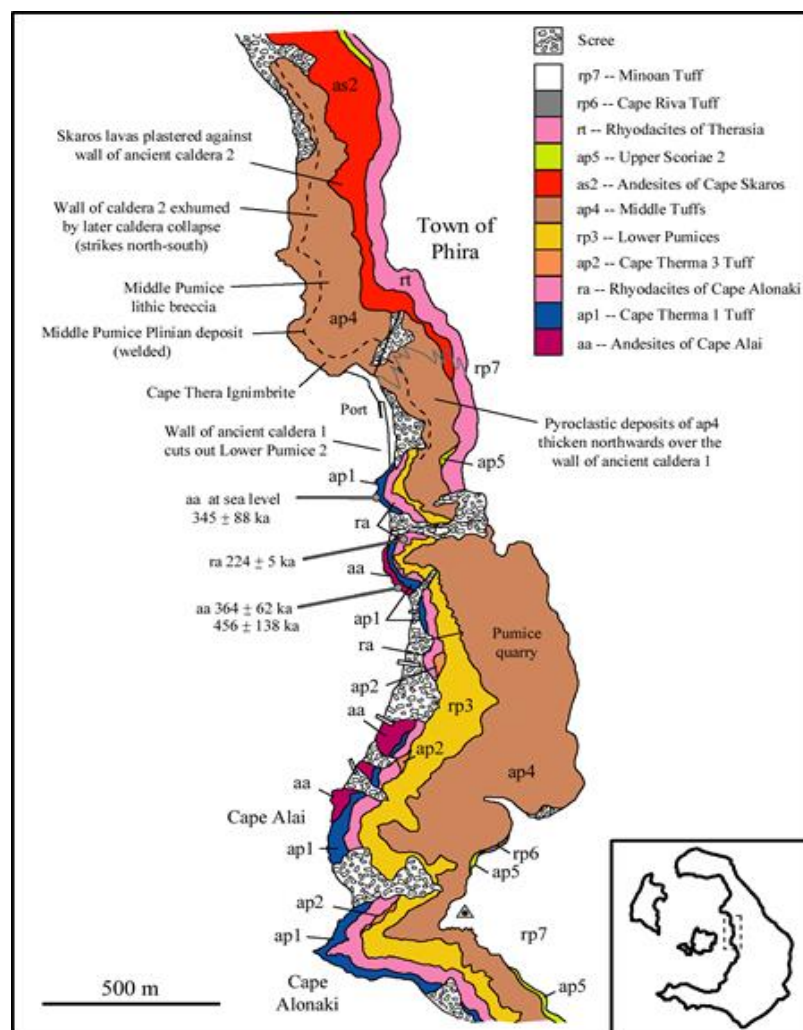 Scree
rp7 -- Minoan Tuff
rp6 -- Cape Riva Tuff
rt -- Rhyodacites of Therasia
ap5 -- Upper Scoriae 2
as2 -- Andesites of Cape Skaros
ap4 -- Middle Tuffs
rp3 -- Lower Pumices
ap2 -- Cape Therma 3 Tuff
ra -- Rhyodacites of Cape Alonaki
ap1 -- Cape Therma 1 Tuff
aa -- Andesites of Cape Alai
as2
Skaros lavas plastered against
wall of ancient caldera 2
Wall of caldera 2 exhumed
by later caldera collapse
(strikes north-south)
Town of
Phira
rt
Middle Pumice
lithic breccia
ap4
Middle Pumice Plinian deposit
(welded)
rp7
Cape Thera Ignimbrite
Port
Pyroclastic deposits of ap4
thicken northwards over the
wall of ancient caldera 1
Wall of ancient caldera 1
cuts out Lower Pumice 2
ap5
ap1
aa at sea level
345 ± 88 ka
ra
ra 224 ± 5 ka
aa
aa 364 ± 62 ka
456 ± 138 ka
ap1
Pumice
quarry
ra
ap2
rp3
aa
ap2
ap4
aa
Cape Alai
ap1
rp6
ap5
ap2
ap1
rp7
Cape
Alonaki
ap5
500 m